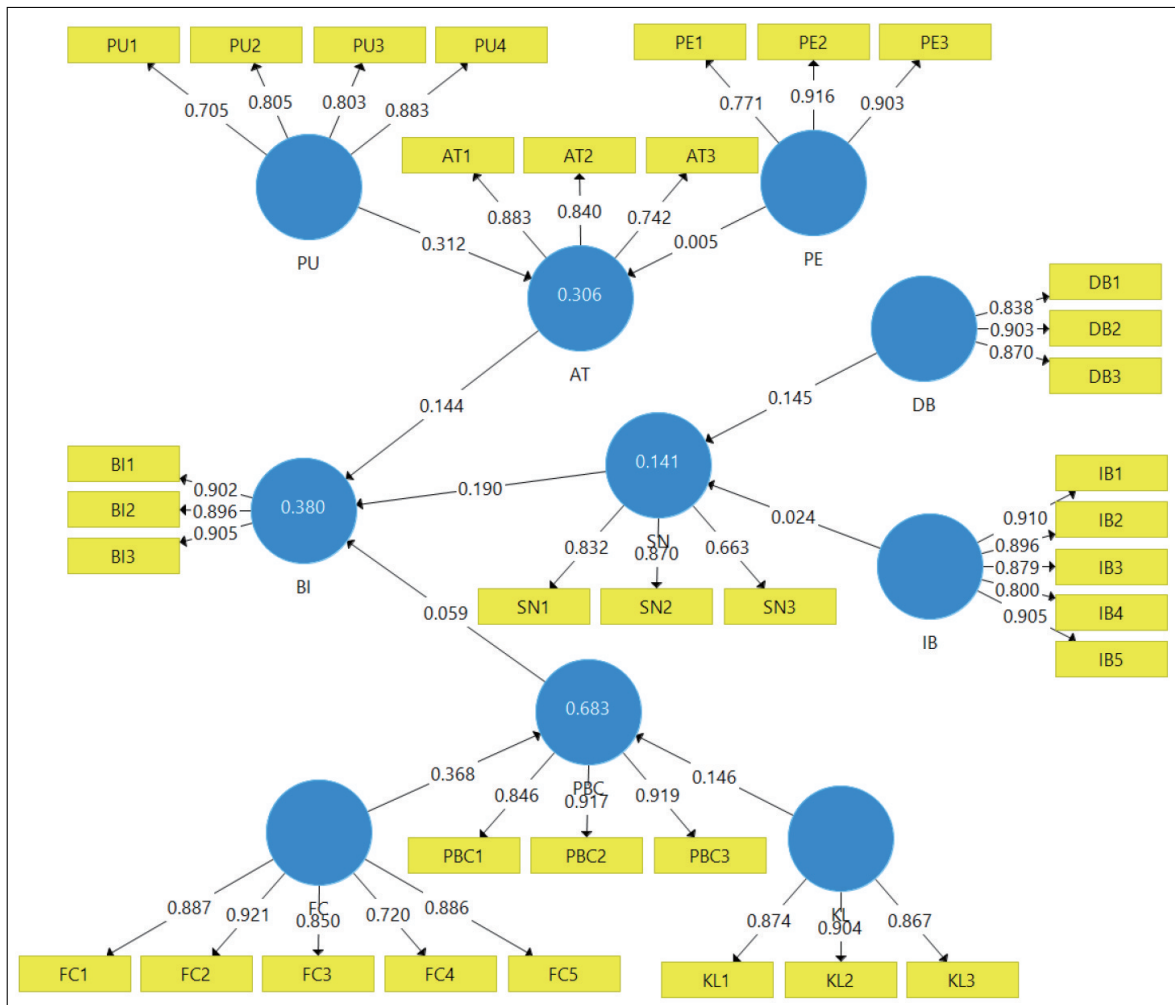 PU1 PU2 PU3 PU4
PE1 PE2 PE3
0.705 0.805 0.803 0.883
0.771 0.916 0.903
AT1 AT2 AT3
0.883 0.840 0.742
PU
0.312
0.005
PE
0.306
AT
DB1
DB2
DB3
0.838
0.903
0.870
DB
0.144
0.145
BI1
BI2
BI3
0.902
0.896
0.905
0.380
BI
0.190
0.141
SN
0.024
IB1
IB2
IB3
IB4
IB5
0.910
0.896
0.879
0.800
0.905
IB
0.832 0.870 0.663
SN1 SN2 SN3
0.059
0.683
PBC
0.368
0.146
0.846 0.917 0.919
PBC1 PBC2 PBC3
FC
0.887 0.921 0.850 0.720 0.886
FC1 FC2 FC3 FC4 FC5
KL
0.874 0.904 0.867
KL1 KL2 KL3